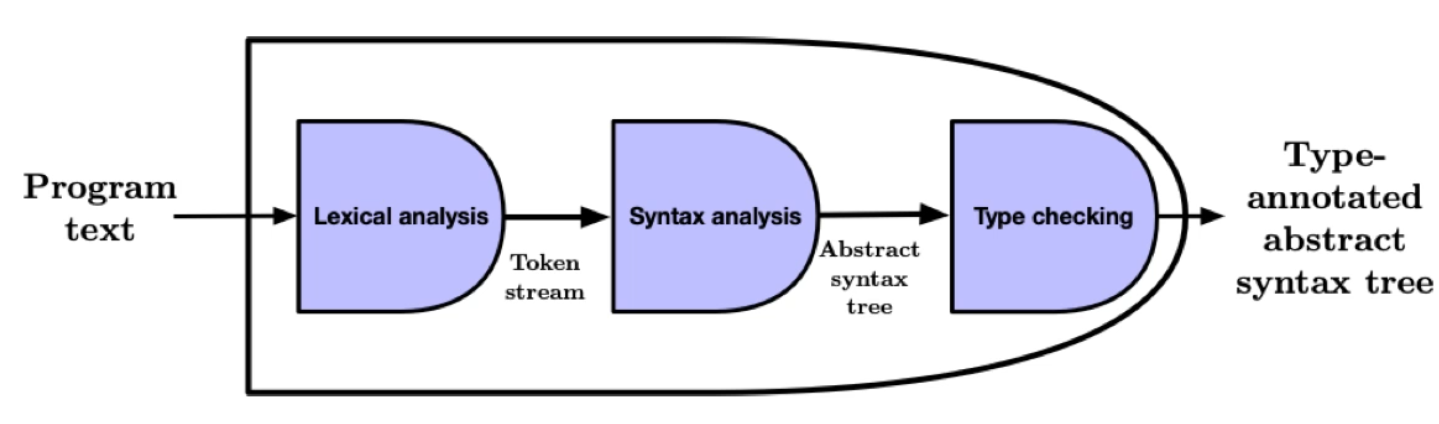 Program
text
Lexical analysis
Token
stream
Syntax analysis
Abstract
syntax
tree
Type checking
Type-
annotated
abstract
syntax tree